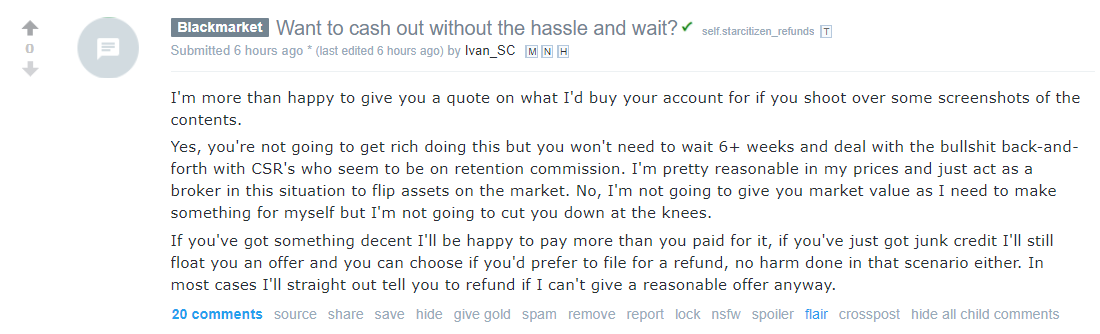 Blackmarket Want to cash out without the hassle and wait?✔ self.starcitizen_refunds T
0
Submitted 6 hours ago * (last edited 6 hours ago) by Ivan_SC M N H
I'm more than happy to give you a quote on what I'd buy your account for if you shoot over some screenshots of the
contents.
Yes, you're not going to get rich doing this but you won't need to wait 6+ weeks and deal with the bullshit back-and-
forth with CSR's who seem to be on retention commission. I'm pretty reasonable in my prices and just act as a
broker in this situation to flip assets on the market. No, I'm not going to give you market value as I need to make
something for myself but I'm not going to cut you down at the knees.
If you've got something decent I'll be happy to pay more than you paid for it, if you've just got junk credit I'll still
float you an offer and you can choose if you'd prefer to file for a refund, no harm done in that scenario either. In
most cases I'll straight out tell you to refund if I can't give a reasonable offer anyway.
20 comments source share save hide give gold spam remove report lock nsfw spoiler flair crosspost hide all child comments